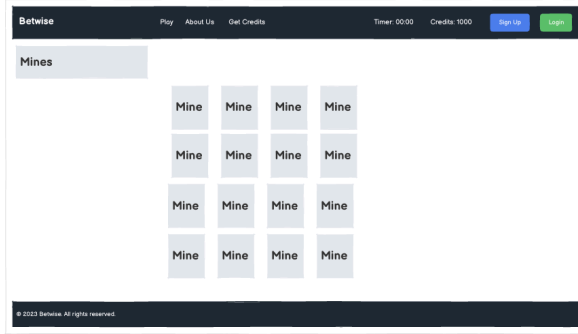 Betwise Play About Us Get Credits Timer: 00:00 Credits: 1000 Sign Up Login
Mines
Mine Mine Mine Mine
Mine Mine Mine Mine
Mine Mine Mine Mine
Mine Mine Mine Mine
© 2023 Betwise. All rights reserved.